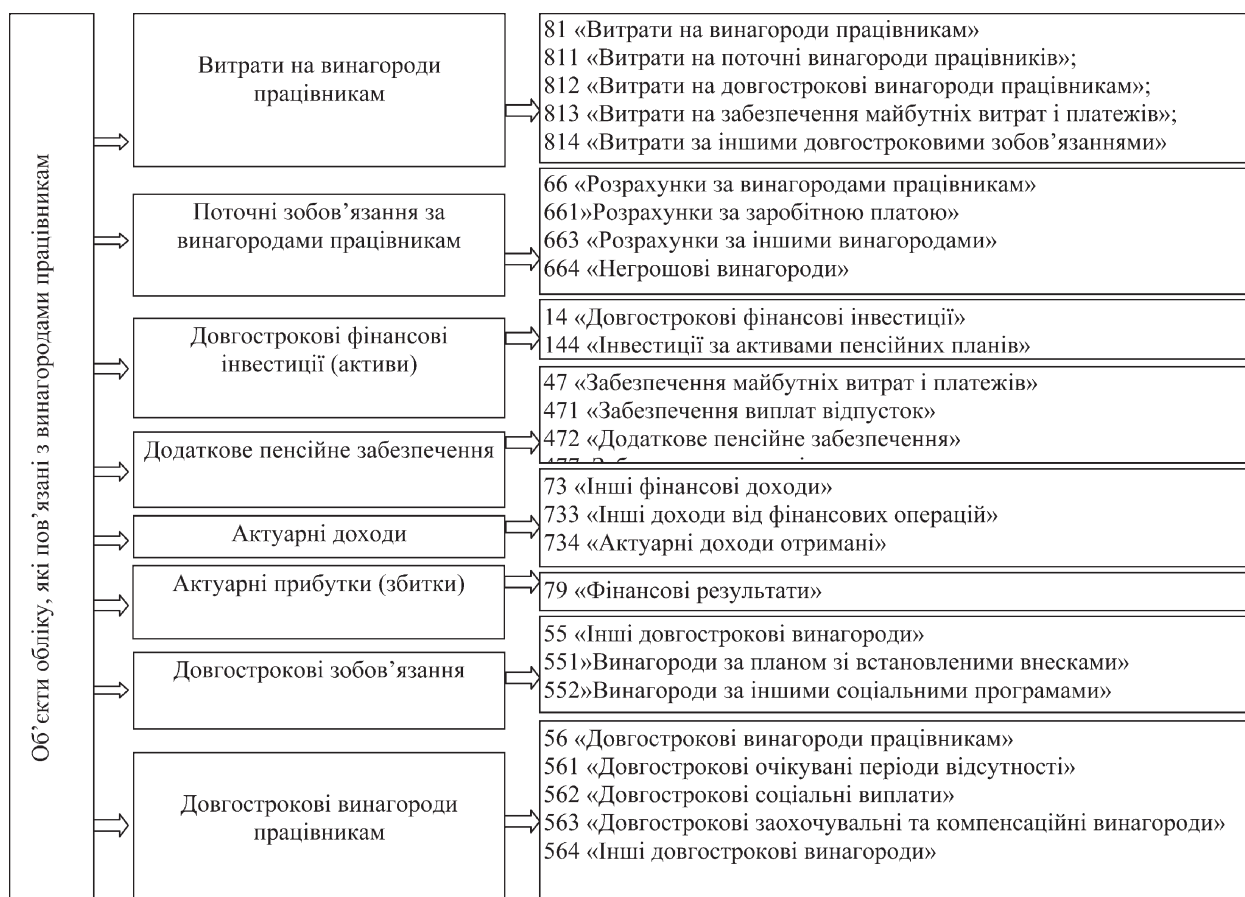 Об’єкти обліку, які пов’язані з винагородами працівникам
Витрати на винагороди
працівникам
81 «Витрати на винагороди працівникам»
811 «Витрати на поточні винагороди працівників»;
812 «Витрати на довгострокові винагороди працівникам»;
813 «Витрати на забезпечення майбутніх витрат і платежів»;
814 «Витрати за іншими довгостроковими зобов’язаннями»
Поточні зобов’язання за
винагородами працівникам
66 «Розрахунки за винагородами працівникам»
661»Розрахунки за заробітною платою»
663 «Розрахунки за іншими винагородами»
664 «Негрошові винагороди»
Довгострокові фінансові
інвестиції (активи)
14 «Довгострокові фінансові інвестиції»
144 «Інвестиції за активами пенсійних планів»
Додаткове пенсійне забезпечення
47 «Забезпечення майбутніх витрат і платежів»
471 «Забезпечення виплат відпусток»
472 «Додаткове пенсійне забезпечення»
Актуарні доходи
73 «Інші фінансові доходи»
733 «Інші доходи від фінансових операцій»
734 «Актуарні доходи отримані»
Актуарні прибутки (збитки)
79 «Фінансові результати»
Довгострокові зобов’язання
55 «Інші довгострокові винагороди»
551»Винагороди за планом зі встановленими внесками»
552»Винагороди за іншими соціальними програмами»
Довгострокові винагороди
працівникам
56 «Довгострокові винагороди працівникам»
561 «Довгострокові очікувані періоди відсутності»
562 «Довгострокові соціальні виплати»
563 «Довгострокові заохочувальні та компенсаційні винагороди»
564 «Інші довгострокові винагороди»